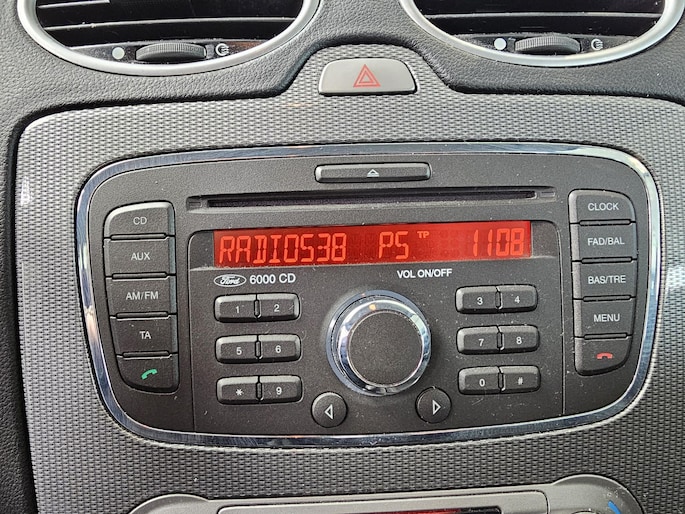 CD
AUX
AM/FM
TA
RADIO538 PS TP 1108
Ford 6000 CD
VOL ON/OFF
1 2
5 6
* 9
3 4
7 8
0 #
CLOCK
FAD/BAL
BAS/TRE
MENU